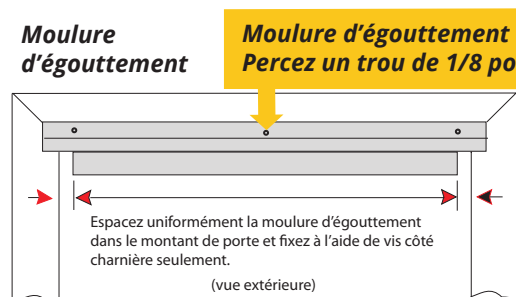 Moulure
d'égouttement
Moulure d'égouttement
Percez un trou de 1/8 po
Espacez uniformément la moulure d'égouttement
dans le montant de porte et fixez à l'aide de vis côté
charnière seulement.
(vue extérieure)